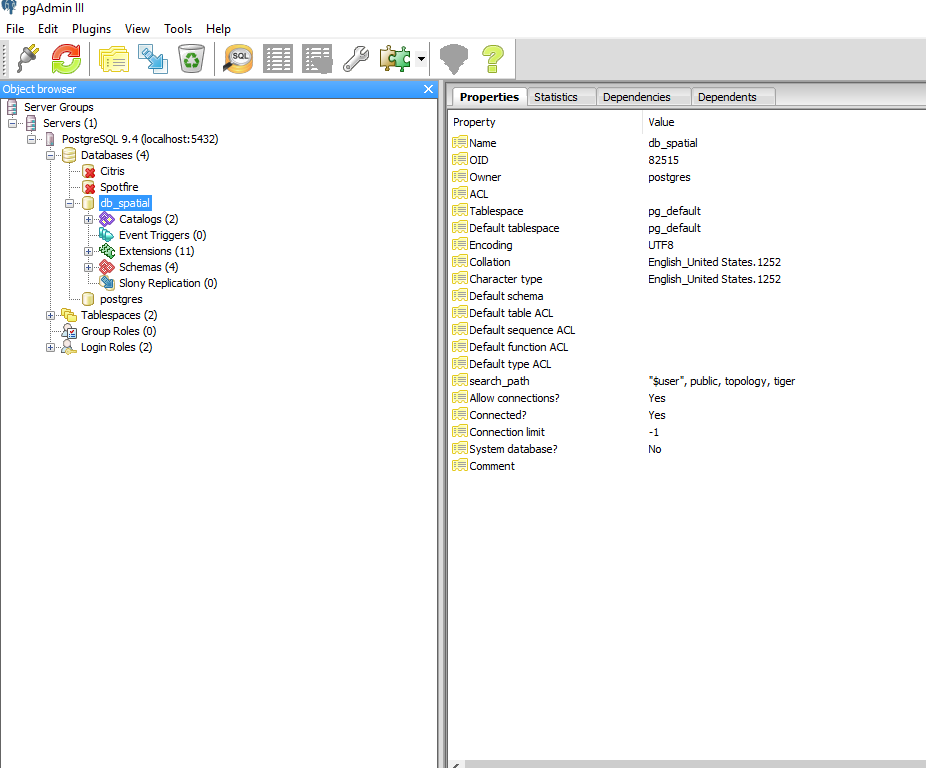 pgAdmin III
File Edit Plugins View Tools Help
SQL
Object browser
Server Groups
Servers (1)
PostgreSQL 9.4 (localhost:5432)
Databases (4)
Citris
Spotfire
db_spatial
Catalogs (2)
Event Triggers (0)
Extensions (11)
Schemas (4)
Slony Replication (0)
postgres
Tablespaces (2)
Group Roles (0)
Login Roles (2)
Properties Statistics Dependencies Dependents
Property Value
Name db_spatial
OID 82515
Owner postgres
ACL
Tablespace pg_default
Default tablespace pg_default
Encoding UTF8
Collation English_United States.1252
Character type English_United States.1252
Default schema
Default table ACL
Default sequence ACL
Default function ACL
Default type ACL
search_path "$user", public, topology, tiger
Allow connections? Yes
Connected? Yes
Connection limit -1
System database? No
Comment